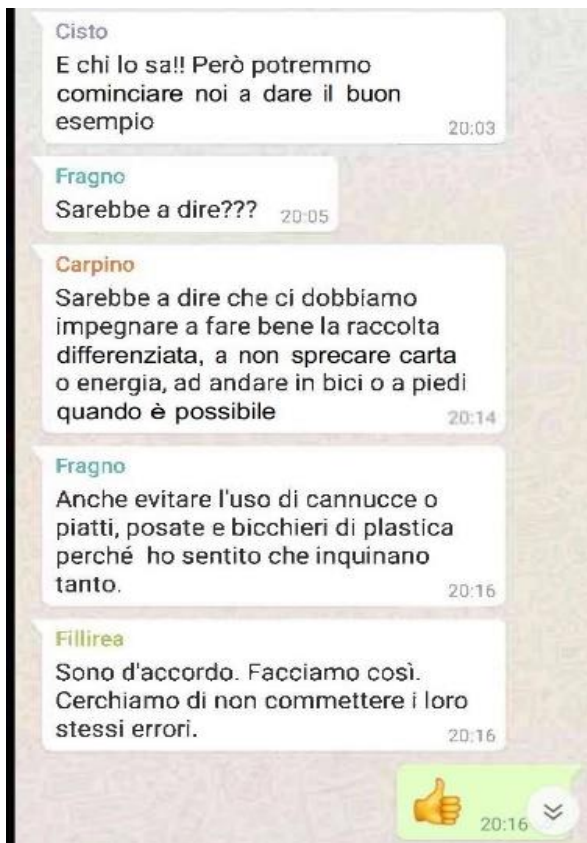 Cisto
E chi lo sa!! Però potremmo
cominciare noi a dare il buon
esempio
20:03
Fragno
Sarebbe a dire???
20:05
Carpino
Sarebbe a dire che ci dobbiamo
impegnare a fare bene la raccolta
differenziata, a non sprecare carta
o energia, ad andare in bici o a piedi
quando è possibile
20:14
Fragno
Anche evitare l'uso di cannucce o
piatti, posate e bicchieri di plastica
perché ho sentito che inquinano
tanto.
20:16
Fillirea
Sono d'accordo. Facciamo così.
Cerchiamo di non commettere i loro
stessi errori.
20:16
👍
20:16